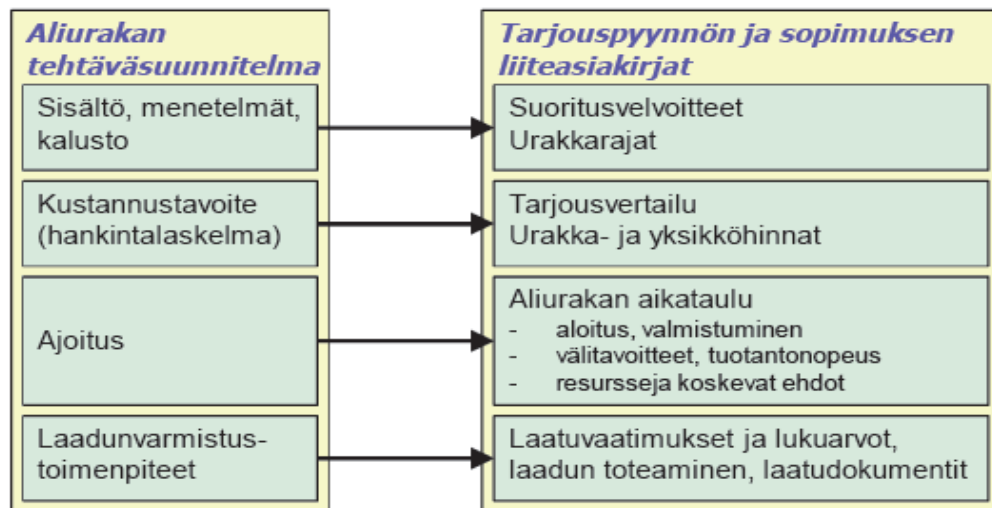 Aliurakan
tehtäväsuunnitelma
Sisältö, menetelmät,
kalusto
Kustannustavoite
(hankintalaskelma)
Ajoitus
Laadunvarmistus-
toimenpiteet
Tarjouspyynnön ja sopimuksen
liiteasiakirjat
Suoritusvelvoitteet
Urakkarajat
Tarjousvertailu
Urakka- ja yksikköhinnat
Aliurakan aikataulu
- aloitus, valmistuminen
- välitavoitteet, tuotantonopeus
- resursseja koskevat ehdot
Laatuvaatimukset ja lukuarvot,
laadun toteaminen, laatudokumentit